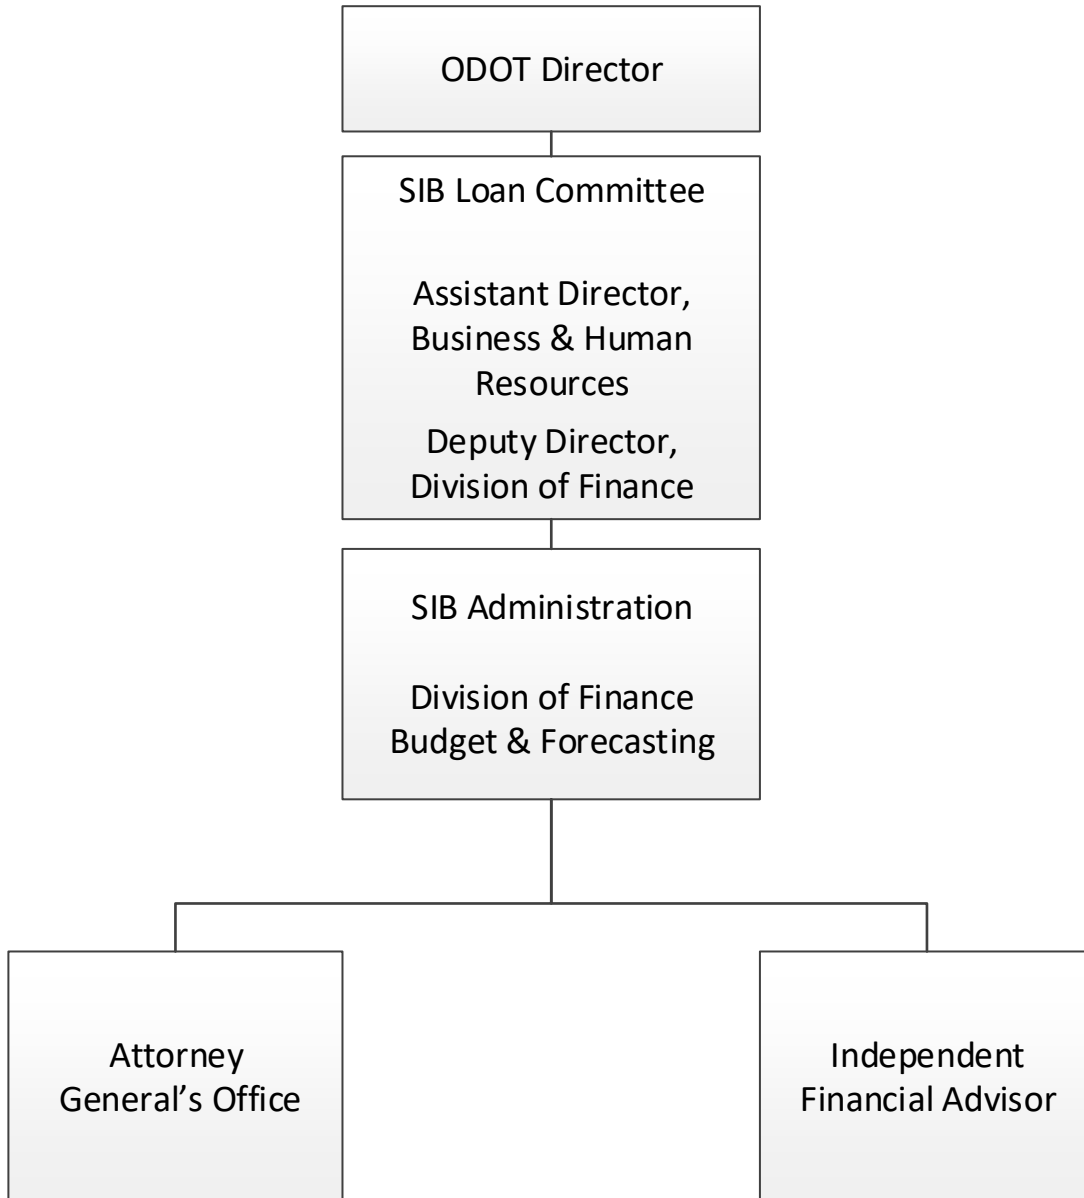 ODOT Director
SIB Loan Committee
Assistant Director,
Business & Human
Resources
Deputy Director,
Division of Finance
SIB Administration
Division of Finance
Budget & Forecasting
Attorney
General’s Office
Independent
Financial Advisor